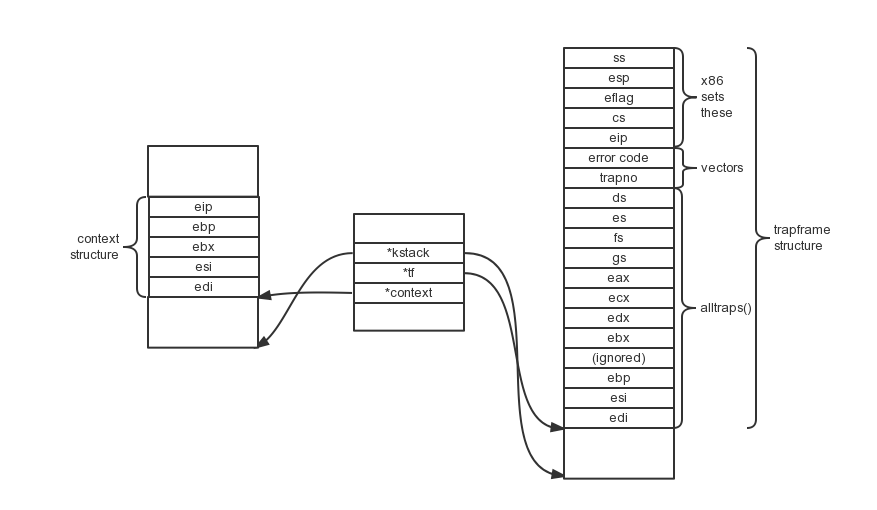 context
structure
eip
ebp
ebx
esi
edi
*kstack
*tf
*context
ss
esp
eflag
cs
eip
error code
trapno
ds
es
fs
gs
eax
ecx
edx
ebx
(ignored)
ebp
esi
edi
x86
sets
these
vectors
alltraps()
trapframe
structure